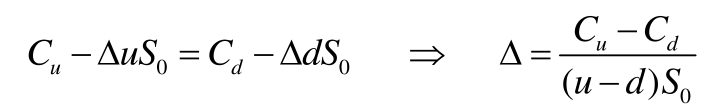 C_u − ΔuS_0 = C_d − ΔdS_0 ⇒ Δ = (C_u − C_d) / ((u − d)S_0)